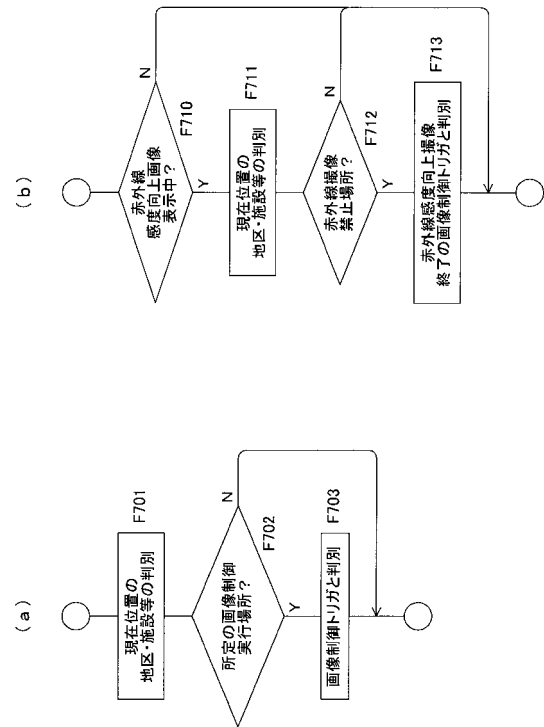 (a)
現在位置の
地区・施設等の判別
F701
所定の画像制御
実行場所?
F702
N
Y
画像制御トリガと判別
F703
(b)
赤外線
感度向上画像
表示中?
F710
N
Y
現在位置の
地区・施設等の判別
F711
赤外線撮像
禁止場所?
F712
N
Y
赤外線感度向上撮像
終了の画像制御トリガと判別
F713